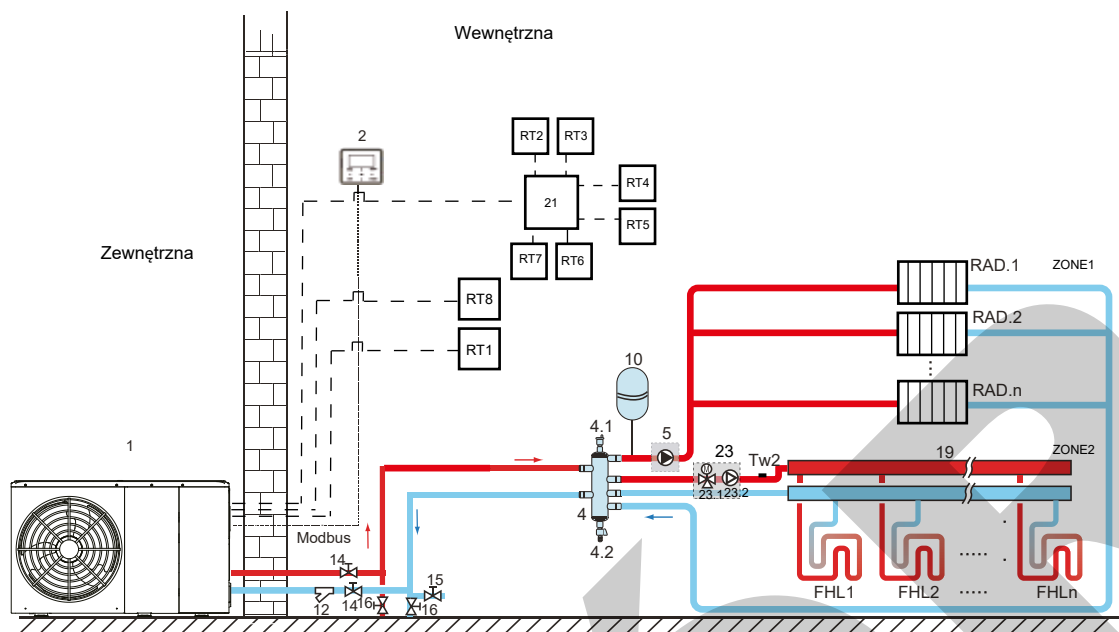 Wewnętrzna
Zewnętrzna
2
RT2
RT3
RT4
21
RT5
RT7
RT6
RT8
RT1
RAD.1
ZONE1
RAD.2
RAD.n
10
4.1
5
23
Tw2
19
ZONE2
23.1
23.2
4
4.2
1
Modbus
14
12
14
16
15
16
FHL1
FHL2
FHLn